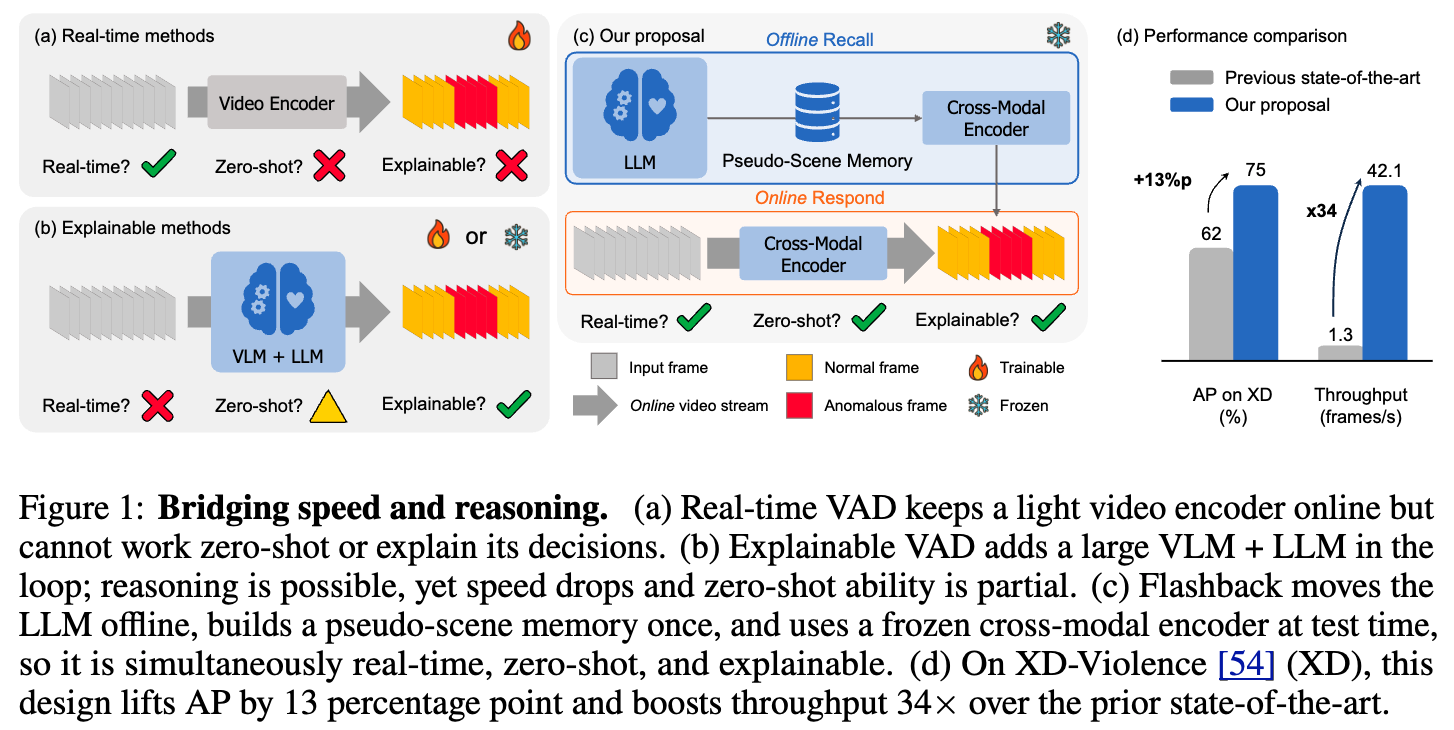 (a) Real-time methods
Video Encoder
Real-time?
Zero-shot?
Explainable?
(b) Explainable methods
or
VLM + LLM
Real-time?
Zero-shot?
Explainable?
(c) Our proposal
Offline Recall
LLM
Pseudo-Scene Memory
Cross-Modal
Encoder
Online Respond
Cross-Modal
Encoder
Real-time?
Zero-shot?
Explainable?
Input frame
Normal frame
Trainable
Online video stream
Anomalous frame
Frozen
(d) Performance comparison
Previous state-of-the-art
Our proposal
+13%p
62
75
x34
1.3
42.1
AP on XD
(%)
Throughput
(frames/s)
Figure 1: Bridging speed and reasoning. (a) Real-time VAD keeps a light video encoder online but
cannot work zero-shot or explain its decisions. (b) Explainable VAD adds a large VLM + LLM in the
loop; reasoning is possible, yet speed drops and zero-shot ability is partial. (c) Flashback moves the
LLM offline, builds a pseudo-scene memory once, and uses a frozen cross-modal encoder at test time,
so it is simultaneously real-time, zero-shot, and explainable. (d) On XD-Violence [54] (XD), this
design lifts AP by 13 percentage point and boosts throughput 34× over the prior state-of-the-art.